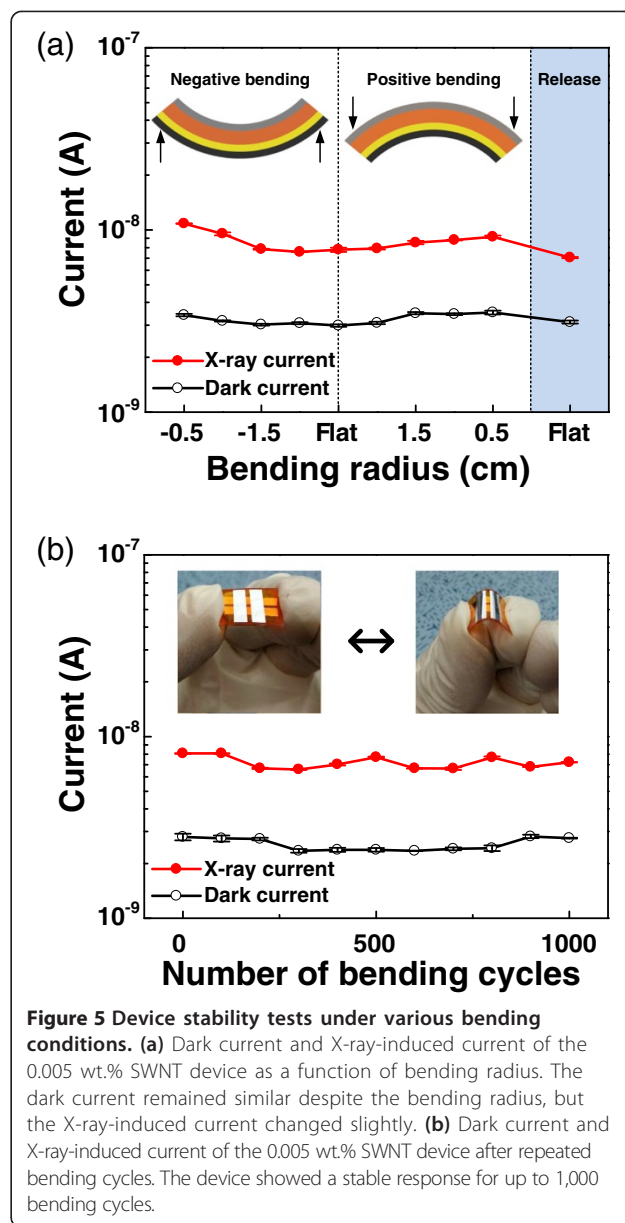 (a)
10^-7
Negative bending
Positive bending
Release
Current (A)
10^-8
X-ray current
Dark current
10^-9
-0.5
-1.5
Flat
1.5
0.5
Flat
Bending radius (cm)
(b)
10^-7
Current (A)
10^-8
X-ray current
Dark current
10^-9
0
500
1000
Number of bending cycles
Figure 5 Device stability tests under various bending
conditions. (a) Dark current and X-ray-induced current of the
0.005 wt.% SWNT device as a function of bending radius. The
dark current remained similar despite the bending radius, but
the X-ray-induced current changed slightly. (b) Dark current and
X-ray-induced current of the 0.005 wt.% SWNT device after repeated
bending cycles. The device showed a stable response for up to 1,000
bending cycles.